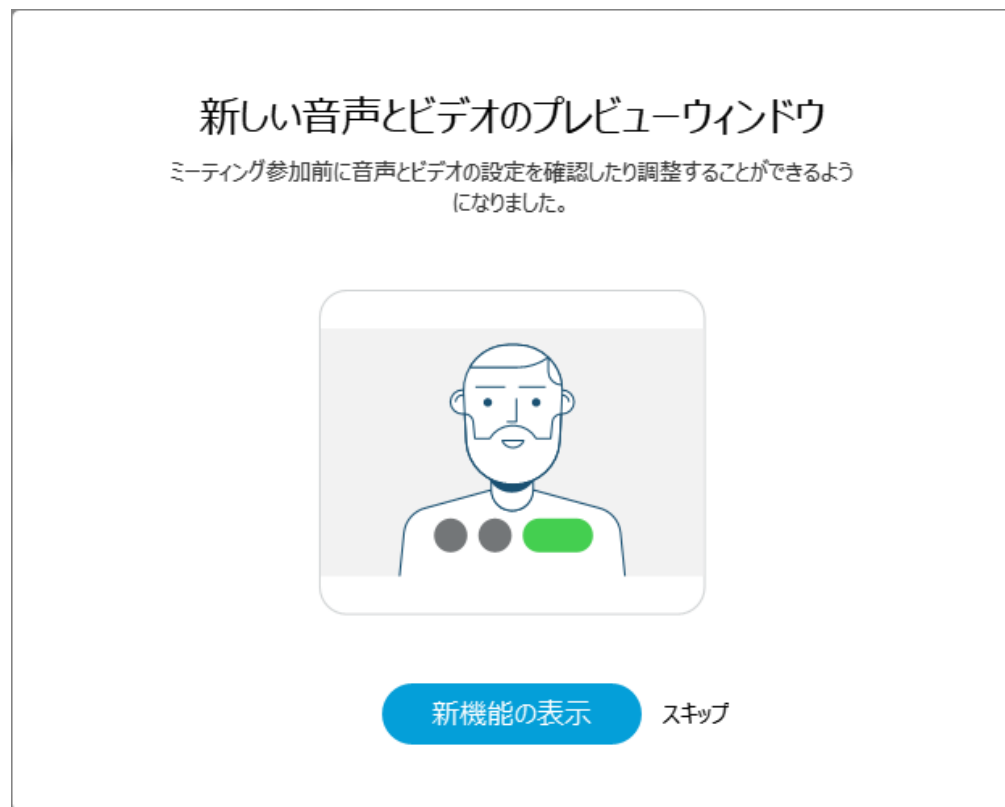 新しい音声とビデオのプレビューウィンドウ
ミーティング参加前に音声とビデオの設定を確認したり調整することができるよう
になりました。
新機能の表示
スキップ